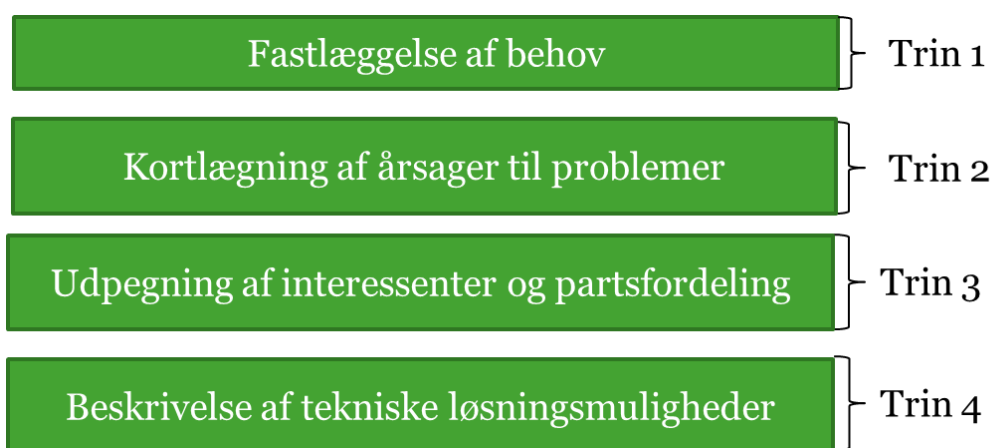 Fastlæggelse af behov Trin 1
Kortlægning af årsager til problemer Trin 2
Udpegning af interessenter og partsfordeling Trin 3
Beskrivelse af tekniske løsningsmuligheder Trin 4